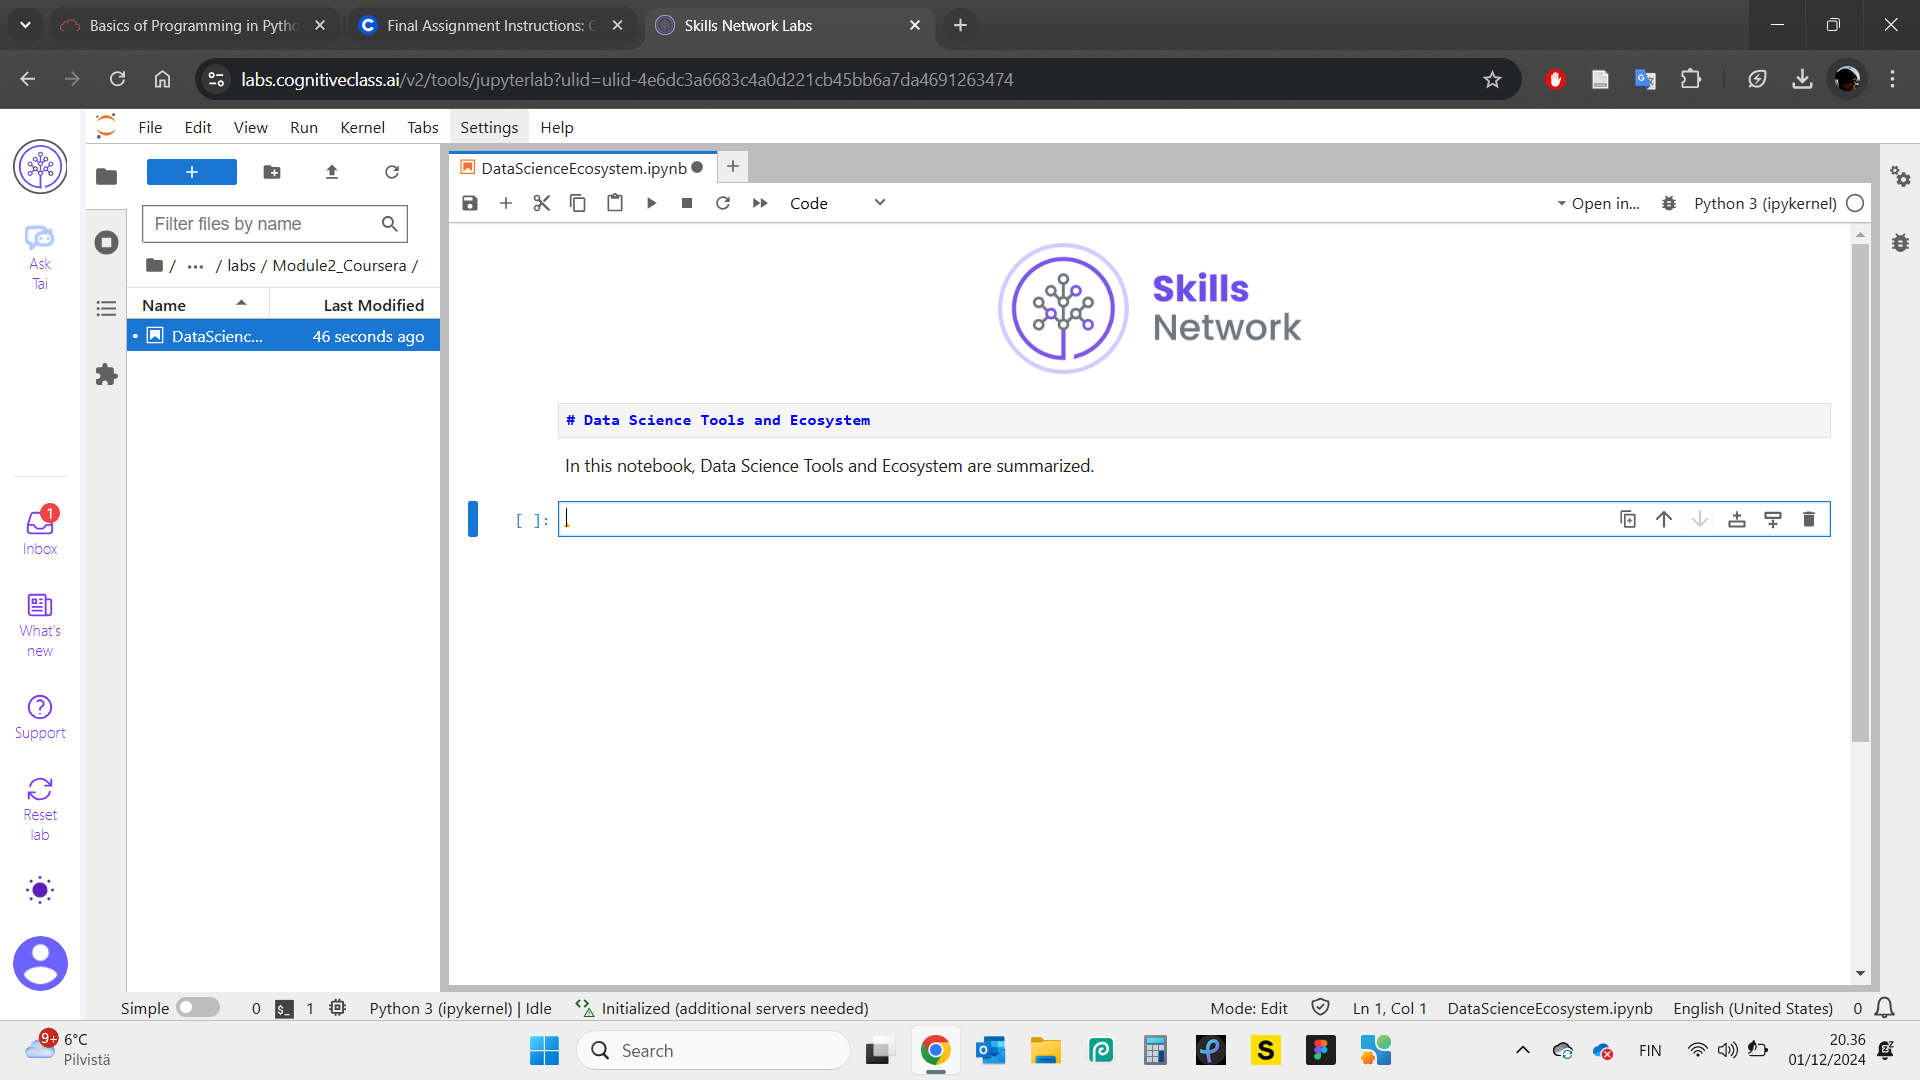 Basics of Programming in Pytho
Final Assignment Instructions: C
Skills Network Labs
labs.cognitiveclass.ai/v2/tools/jupyterlab?ulid=ulid-4e6dc3a6683c4a0d221cb45bb6a7da4691263474
File Edit View Run Kernel Tabs Settings Help
Ask
Tai
+
Filter files by name
/ ... / labs / Module2_Coursera /
Name Last Modified
DataScienc... 46 seconds ago
DataScienceEcosystem.ipynb
Code
Open in...
Python 3 (ipykernel)
Skills
Network
# Data Science Tools and Ecosystem
In this notebook, Data Science Tools and Ecosystem are summarized.
[ ]:
1
Inbox
What's
new
Support
Reset
lab
Simple 0 $_ 1 Python 3 (ipykernel) | Idle Initialized (additional servers needed) Mode: Edit Ln 1, Col 1 DataScienceEcosystem.ipynb English (United States) 0
9+
6°C
Pilvistä
Search
S
FIN
20.36
01/12/2024